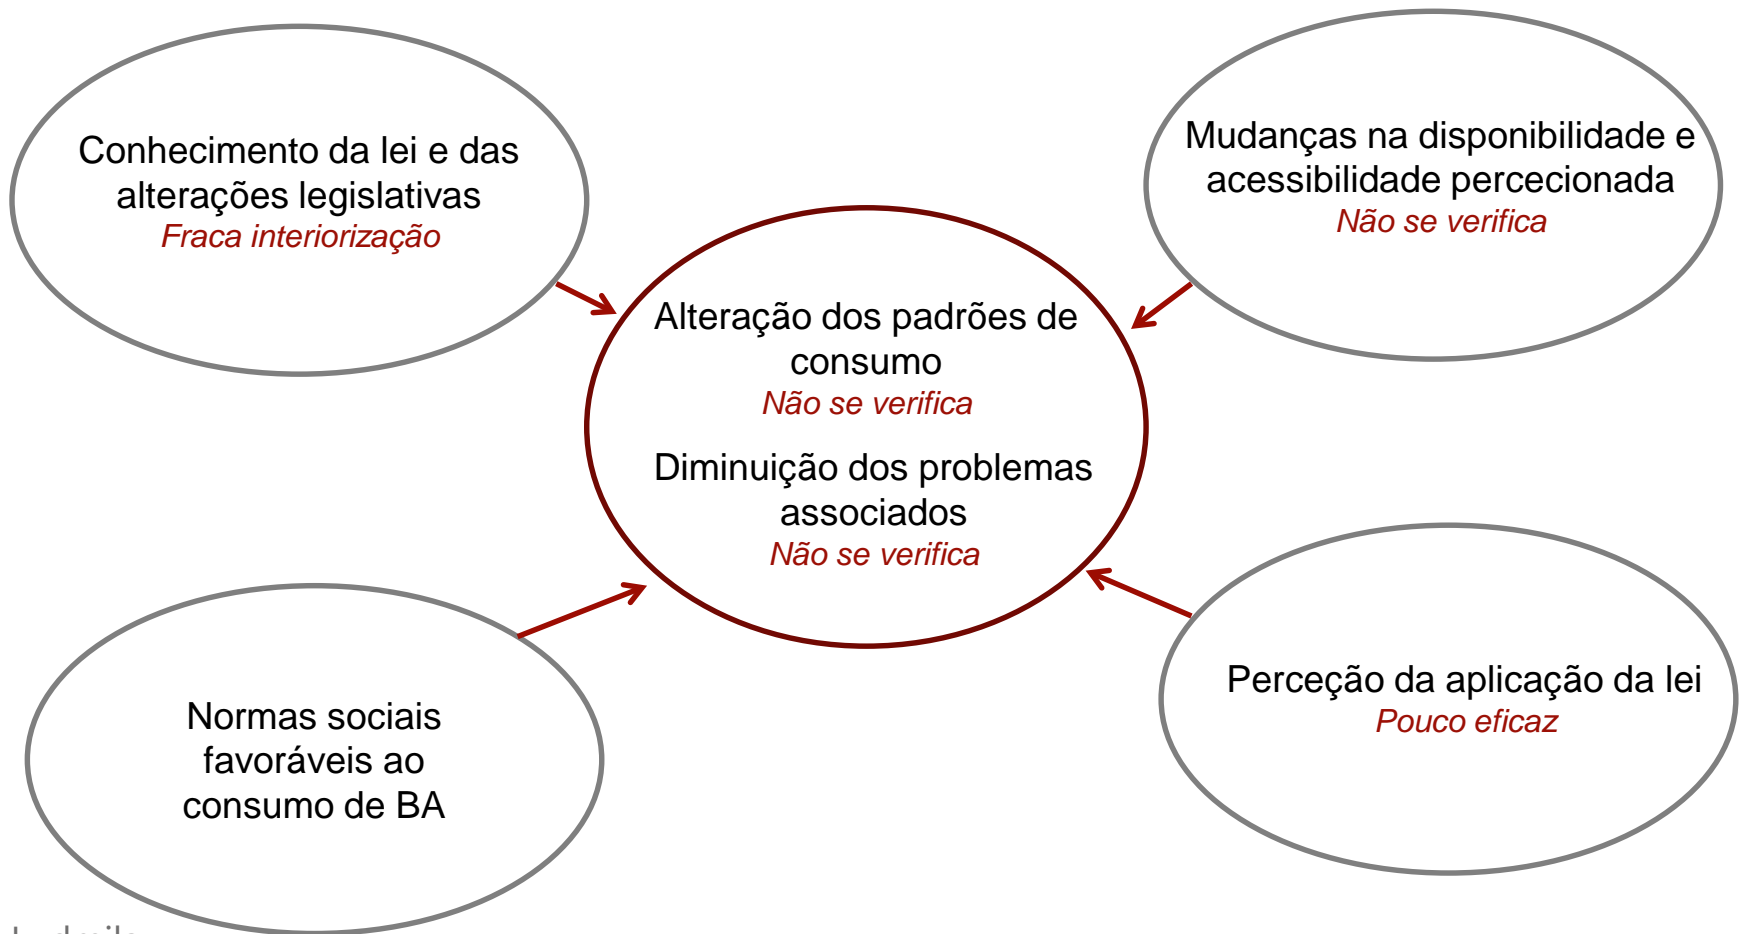 Conhecimento da lei e das
alterações legislativas
Fraca interiorização
Mudanças na disponibilidade e
acessibilidade percecionada
Não se verifica
Alteração dos padrões de
consumo
Não se verifica
Diminuição dos problemas
associados
Não se verifica
Normas sociais
favoráveis ao
consumo de BA
Perceção da aplicação da lei
Pouco eficaz